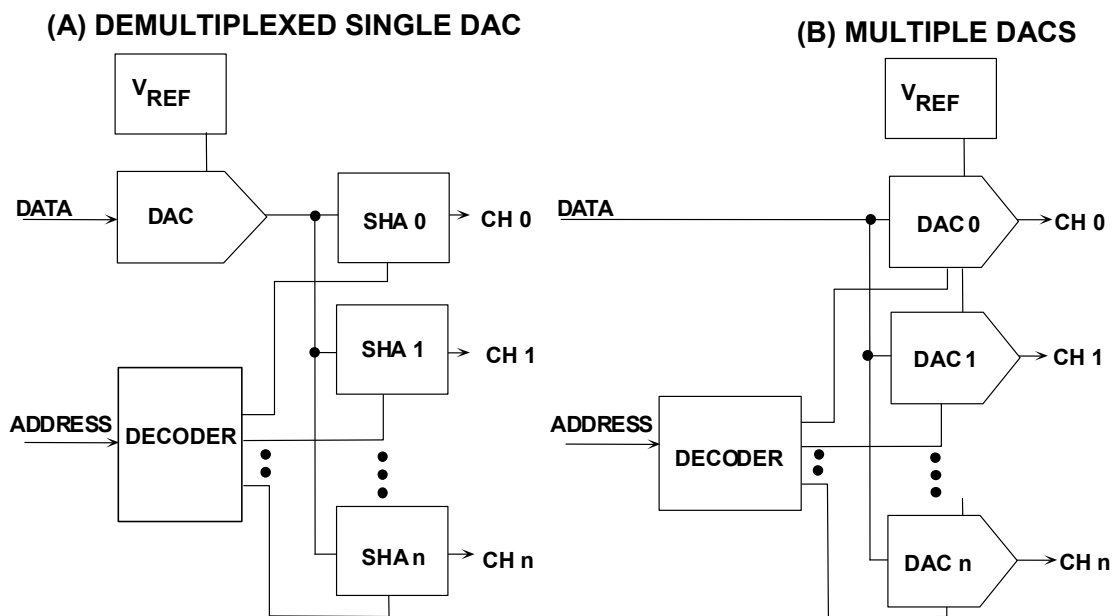 (A) DEMULTIPLEXED SINGLE DAC
VREF
DATA
DAC
SHA 0
CH 0
SHA 1
CH 1
ADDRESS
DECODER
SHA n
CH n
(B) MULTIPLE DACS
VREF
DATA
DAC 0
CH 0
DAC 1
CH 1
ADDRESS
DECODER
DAC n
CH n